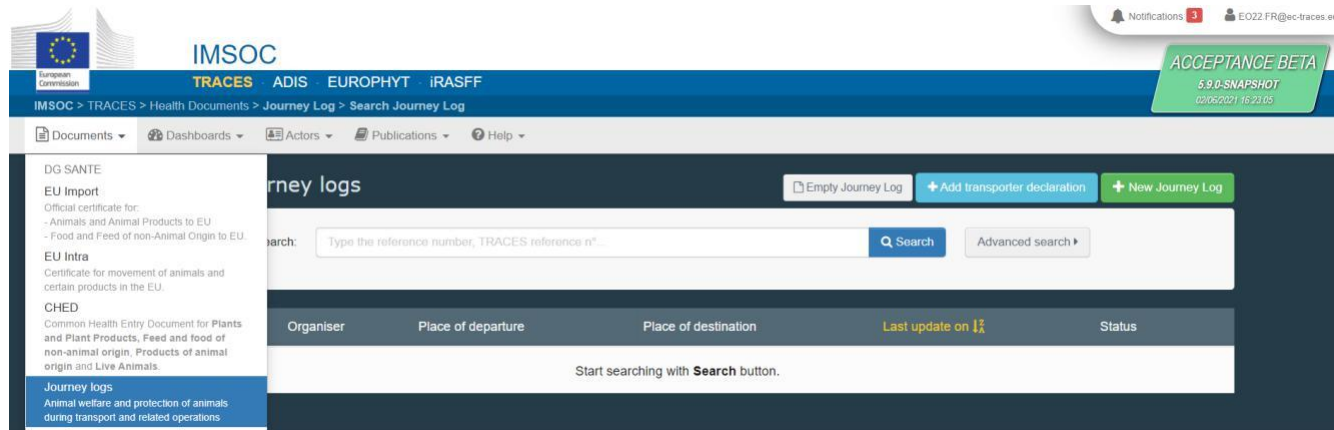 Notifications 3 EO22.FR@ec-traces.e
European
Commission
IMSOC
TRACES · ADIS · EUROPHYT · iRASFF
ACCEPTANCE BETA
5.9.0-SNAPSHOT
02/06/2021 16:23:05
IMSOC > TRACES > Health Documents > Journey Log > Search Journey Log
Documents Dashboards Actors Publications Help
DG SANTE
EU Import
Official certificate for:
- Animals and Animal Products to EU
- Food and Feed of non-Animal Origin to EU.
EU Intra
Certificate for movement of animals and
certain products in the EU.
CHED
Common Health Entry Document for Plants
and Plant Products, Feed and food of
non-animal origin, Products of animal
origin and Live Animals.
Journey logs
Animal welfare and protection of animals
during transport and related operations
rney logs
Empty Journey Log + Add transporter declaration + New Journey Log
earch: Type the reference number, TRACES reference n°... Search Advanced search
Organiser Place of departure Place of destination Last update on Status
Start searching with Search button.